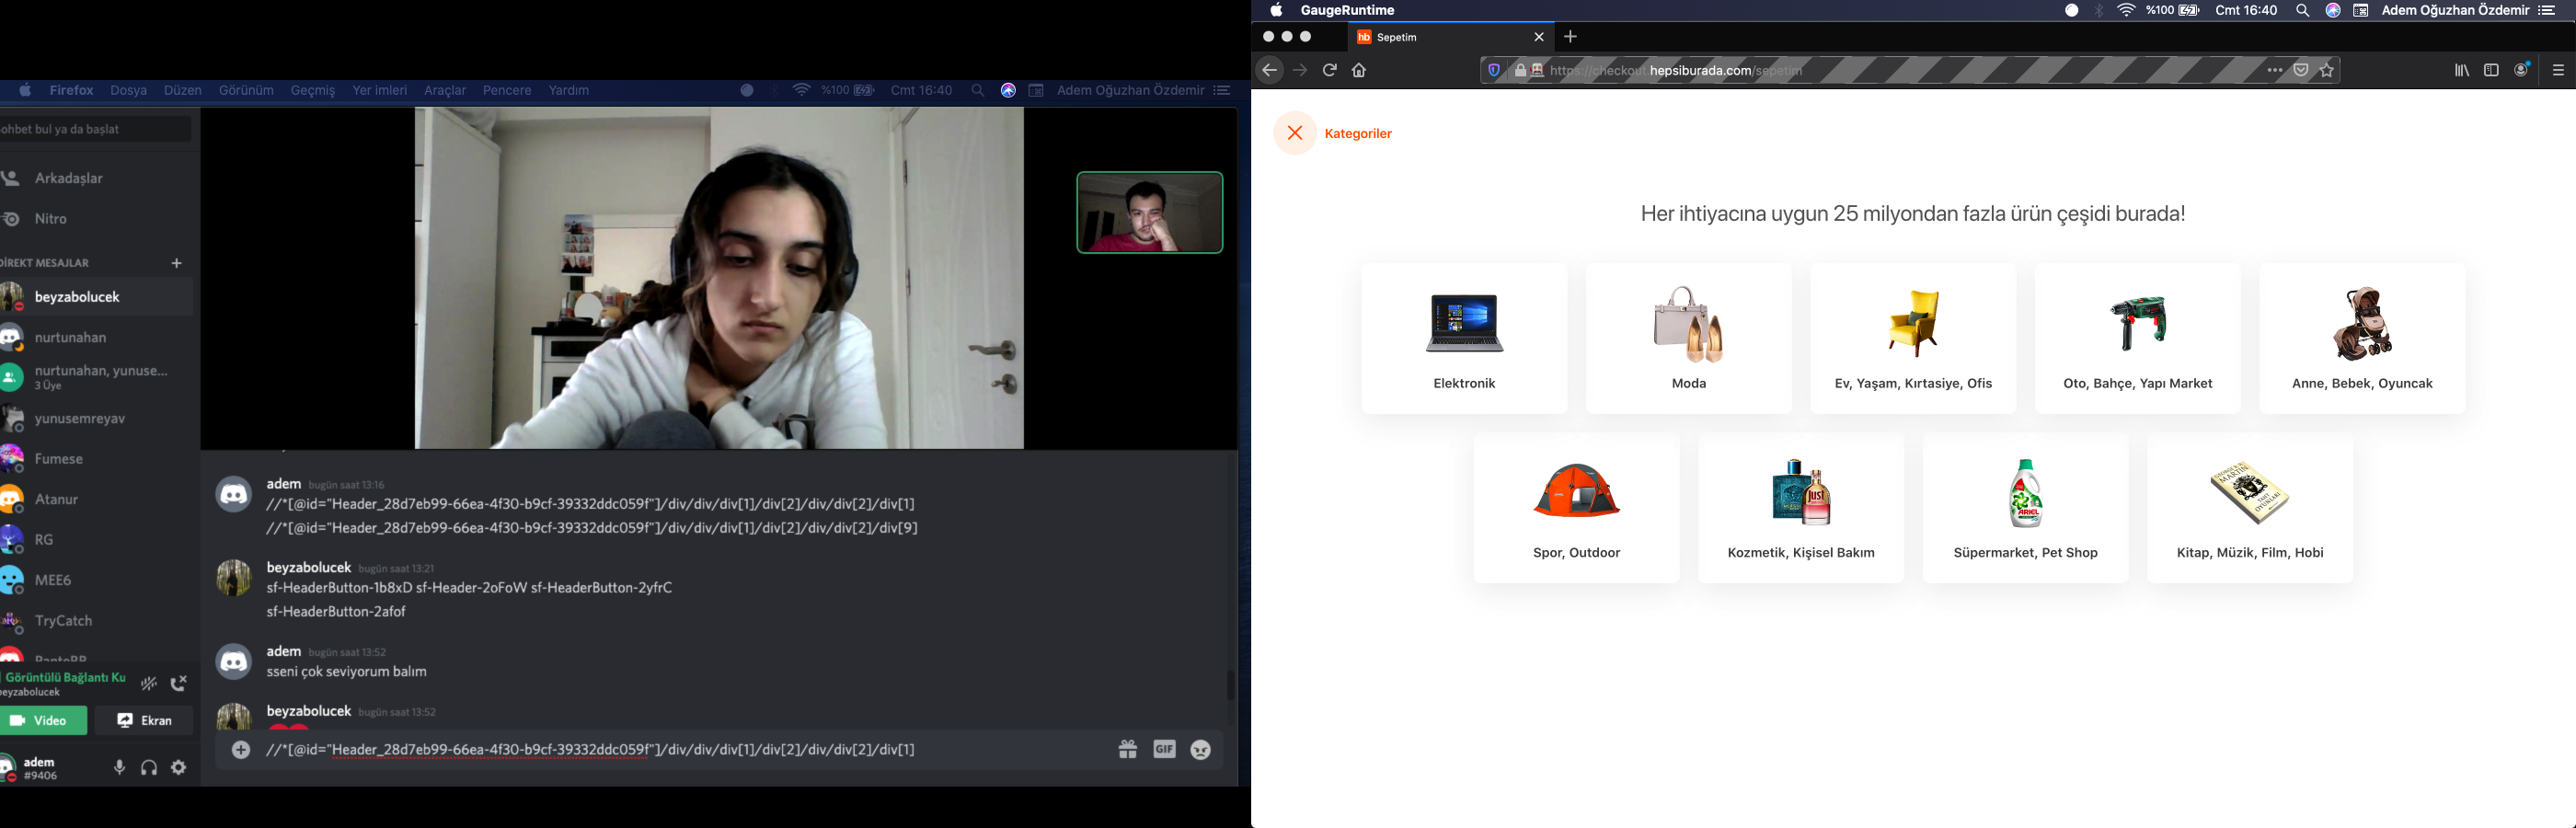 Firefox Dosya Düzen Görünüm Geçmiş Yer imleri Araçlar Pencere Yardım %100 Cmt 16:40 Adem Oğuzhan Özdemir
ohbet bul ya da başlat
Arkadaşlar
Nitro
DİREKT MESAJLAR +
beyzabolucek
nurtunahan
nurtunahan, yunuse...
3 Üye
yunusemreyav
Fumese
Atanur
RG
MEE6
TryCatch
Görüntülü Bağlantı Ku
beyzabolucek
Video Ekran
adem
#9406
adem bugün saat 13:16
//*[@id="Header_28d7eb99-66ea-4f30-b9cf-39332ddc059f"]/div/div/div[1]/div[2]/div/div[2]/div[1]
//*[@id="Header_28d7eb99-66ea-4f30-b9cf-39332ddc059f"]/div/div/div[1]/div[2]/div/div[2]/div[9]
beyzabolucek bugün saat 13:21
sf-HeaderButton-1b8xD sf-Header-2oFoW sf-HeaderButton-2yfrC
sf-HeaderButton-2afof
adem bugün saat 13:52
sseni çok seviyorum balım
beyzabolucek bugün saat 13:52
//*[@id="Header_28d7eb99-66ea-4f30-b9cf-39332ddc059f"]/div/div/div[1]/div[2]/div/div[2]/div[1]
GIF
GaugeRuntime %100 Cmt 16:40 Adem Oğuzhan Özdemir
hb Sepetim
https://checkout.hepsiburada.com/sepetim
Kategoriler
Her ihtiyacına uygun 25 milyondan fazla ürün çeşidi burada!
Elektronik
Moda
Ev, Yaşam, Kırtasiye, Ofis
Oto, Bahçe, Yapı Market
Anne, Bebek, Oyuncak
Just
ARIEL
MARTIN
Spor, Outdoor
Kozmetik, Kişisel Bakım
Süpermarket, Pet Shop
Kitap, Müzik, Film, Hobi